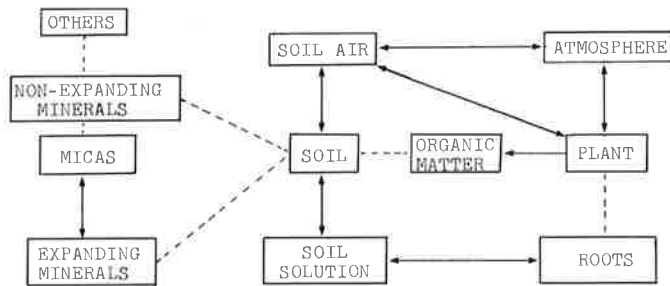 OTHERS
SOIL AIR
ATMOSPHERE
NON-EXPANDING
MINERALS
MICAS
SOIL
ORGANIC
MATTER
PLANT
EXPANDING
MINERALS
SOIL
SOLUTION
ROOTS